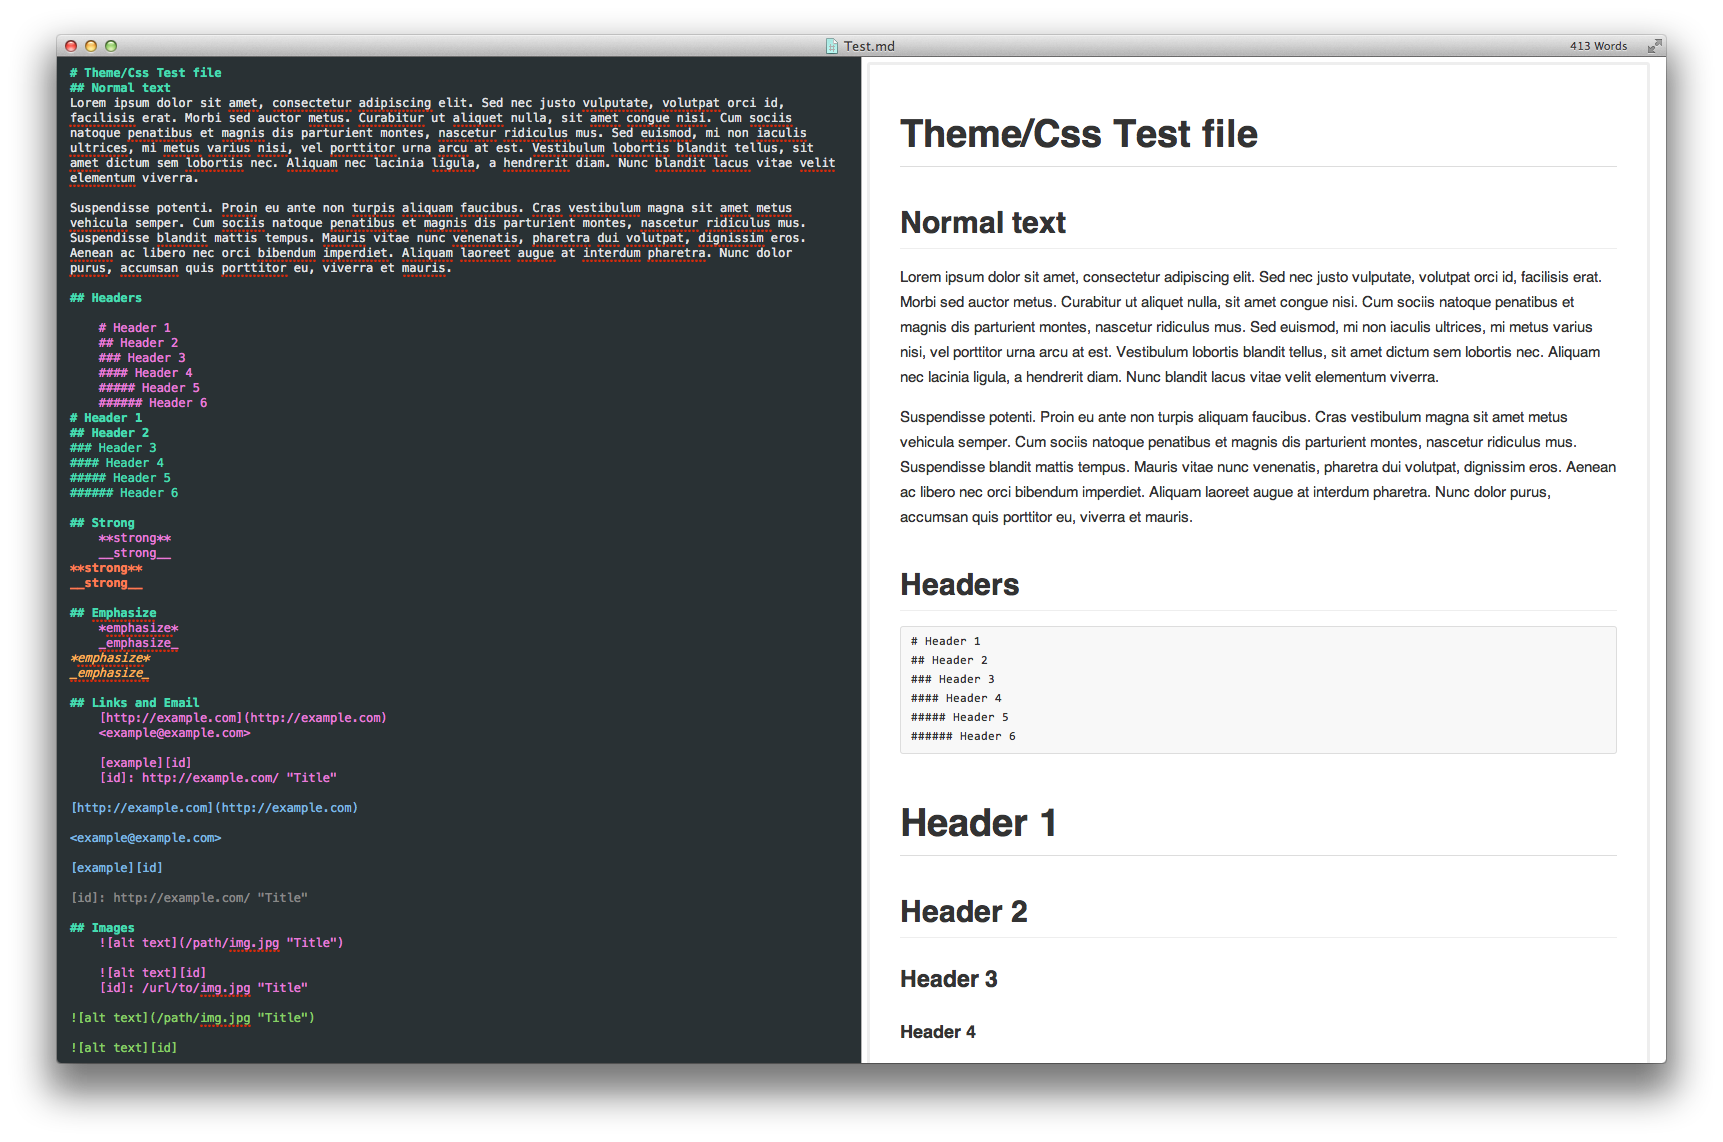 Test.md
413 Words
# Theme/Css Test file
## Normal text
Lorem ipsum dolor sit amet, consectetur adipiscing elit. Sed nec justo vulputate, volutpat orci id,
facilisis erat. Morbi sed auctor metus. Curabitur ut aliquet nulla, sit amet congue nisi. Cum sociis
natoque penatibus et magnis dis parturient montes, nascetur ridiculus mus. Sed euismod, mi non iaculis
ultrices, mi metus varius nisi, vel porttitor urna arcu at est. Vestibulum lobortis blandit tellus, sit
amet dictum sem lobortis nec. Aliquam nec lacinia ligula, a hendrerit diam. Nunc blandit lacus vitae velit
elementum viverra.

Suspendisse potenti. Proin eu ante non turpis aliquam faucibus. Cras vestibulum magna sit amet metus
vehicula semper. Cum sociis natoque penatibus et magnis dis parturient montes, nascetur ridiculus mus.
Suspendisse blandit mattis tempus. Mauris vitae nunc venenatis, pharetra dui volutpat, dignissim eros.
Aenean ac libero nec orci bibendum imperdiet. Aliquam laoreet augue at interdum pharetra. Nunc dolor
purus, accumsan quis porttitor eu, viverra et mauris.

## Headers

    # Header 1
    ## Header 2
    ### Header 3
    #### Header 4
    ##### Header 5
    ###### Header 6
# Header 1
## Header 2
### Header 3
#### Header 4
##### Header 5
###### Header 6

## Strong
    **strong**
    __strong__
**strong**
__strong__

## Emphasize
    *emphasize*
    _emphasize_
*emphasize*
_emphasize_

## Links and Email
    [http://example.com](http://example.com)
    <example@example.com>

    [example][id]
    [id]: http://example.com/ "Title"

[http://example.com](http://example.com)

<example@example.com>

[example][id]

[id]: http://example.com/ "Title"

## Images
    ![alt text](/path/img.jpg "Title")

    ![alt text][id]
    [id]: /url/to/img.jpg "Title"

![alt text](/path/img.jpg "Title")

![alt text][id]

Theme/Css Test file
Normal text
Lorem ipsum dolor sit amet, consectetur adipiscing elit. Sed nec justo vulputate, volutpat orci id, facilisis erat.
Morbi sed auctor metus. Curabitur ut aliquet nulla, sit amet congue nisi. Cum sociis natoque penatibus et
magnis dis parturient montes, nascetur ridiculus mus. Sed euismod, mi non iaculis ultrices, mi metus varius
nisi, vel porttitor urna arcu at est. Vestibulum lobortis blandit tellus, sit amet dictum sem lobortis nec. Aliquam
nec lacinia ligula, a hendrerit diam. Nunc blandit lacus vitae velit elementum viverra.

Suspendisse potenti. Proin eu ante non turpis aliquam faucibus. Cras vestibulum magna sit amet metus
vehicula semper. Cum sociis natoque penatibus et magnis dis parturient montes, nascetur ridiculus mus.
Suspendisse blandit mattis tempus. Mauris vitae nunc venenatis, pharetra dui volutpat, dignissim eros. Aenean
ac libero nec orci bibendum imperdiet. Aliquam laoreet augue at interdum pharetra. Nunc dolor purus,
accumsan quis porttitor eu, viverra et mauris.

Headers
# Header 1
## Header 2
### Header 3
#### Header 4
##### Header 5
###### Header 6
Header 1
Header 2
Header 3
Header 4